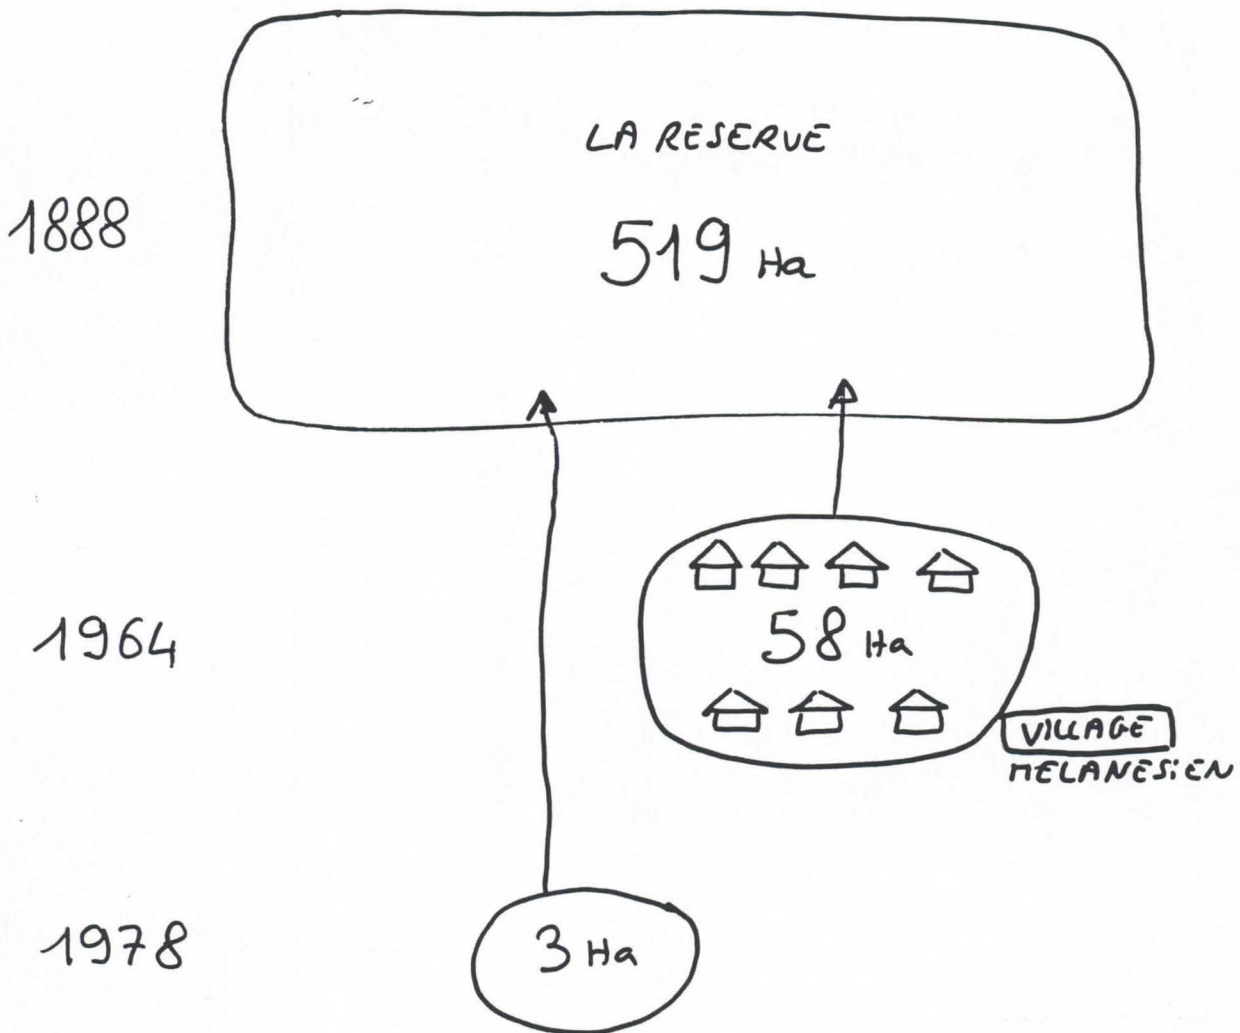 LA RESERVE
1888
519 Ha
1964
58 Ha
VILLAGE
MELANESiEN
1978
3 Ha